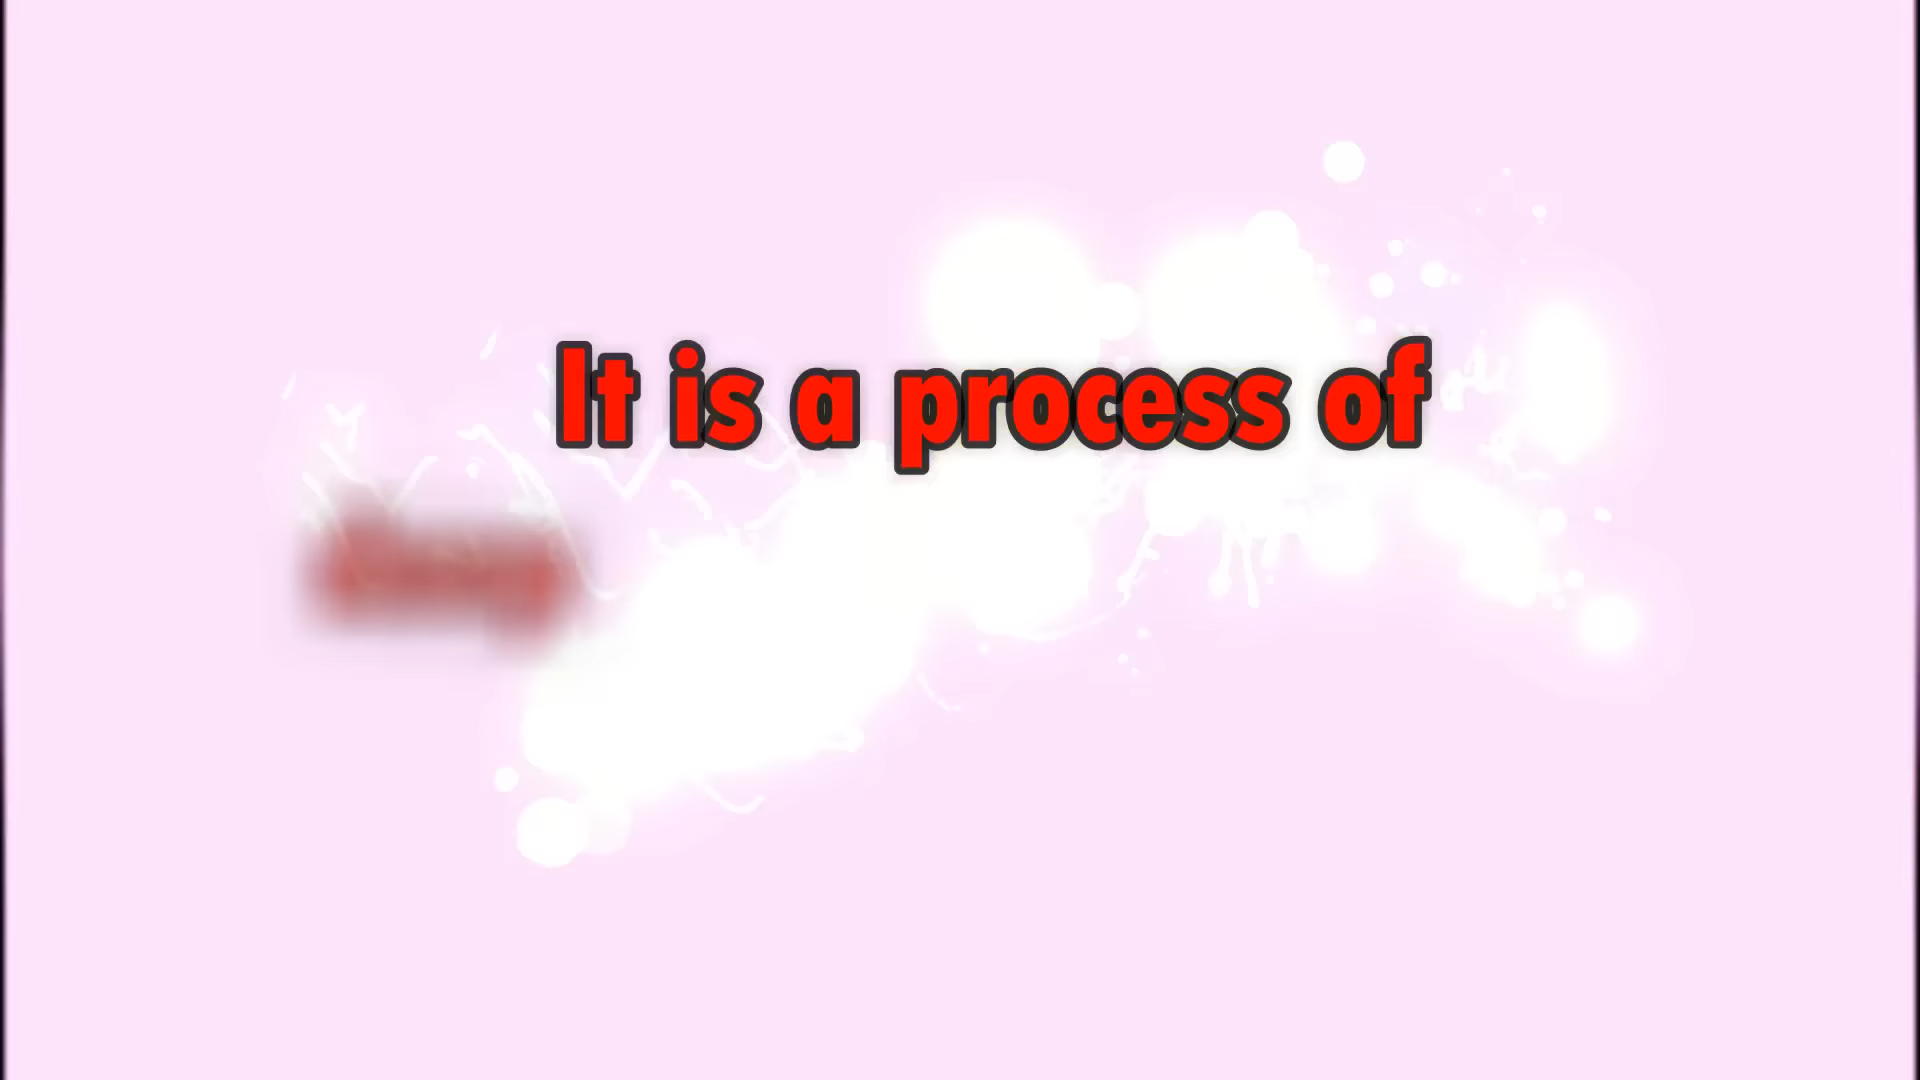 It is a process of